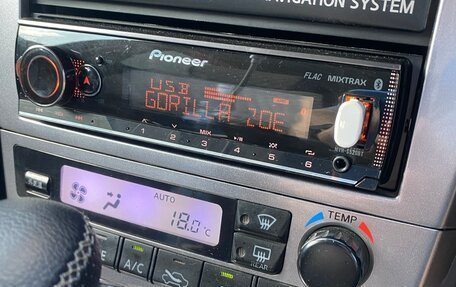 NAVIGATION SYSTEM
Pioneer
FLAC MIXTRAX
USB
GORILLA ZOE
1 2 MIX 3 4 5 6
AUTO
18.0°C
TEMP
A/C
REAR